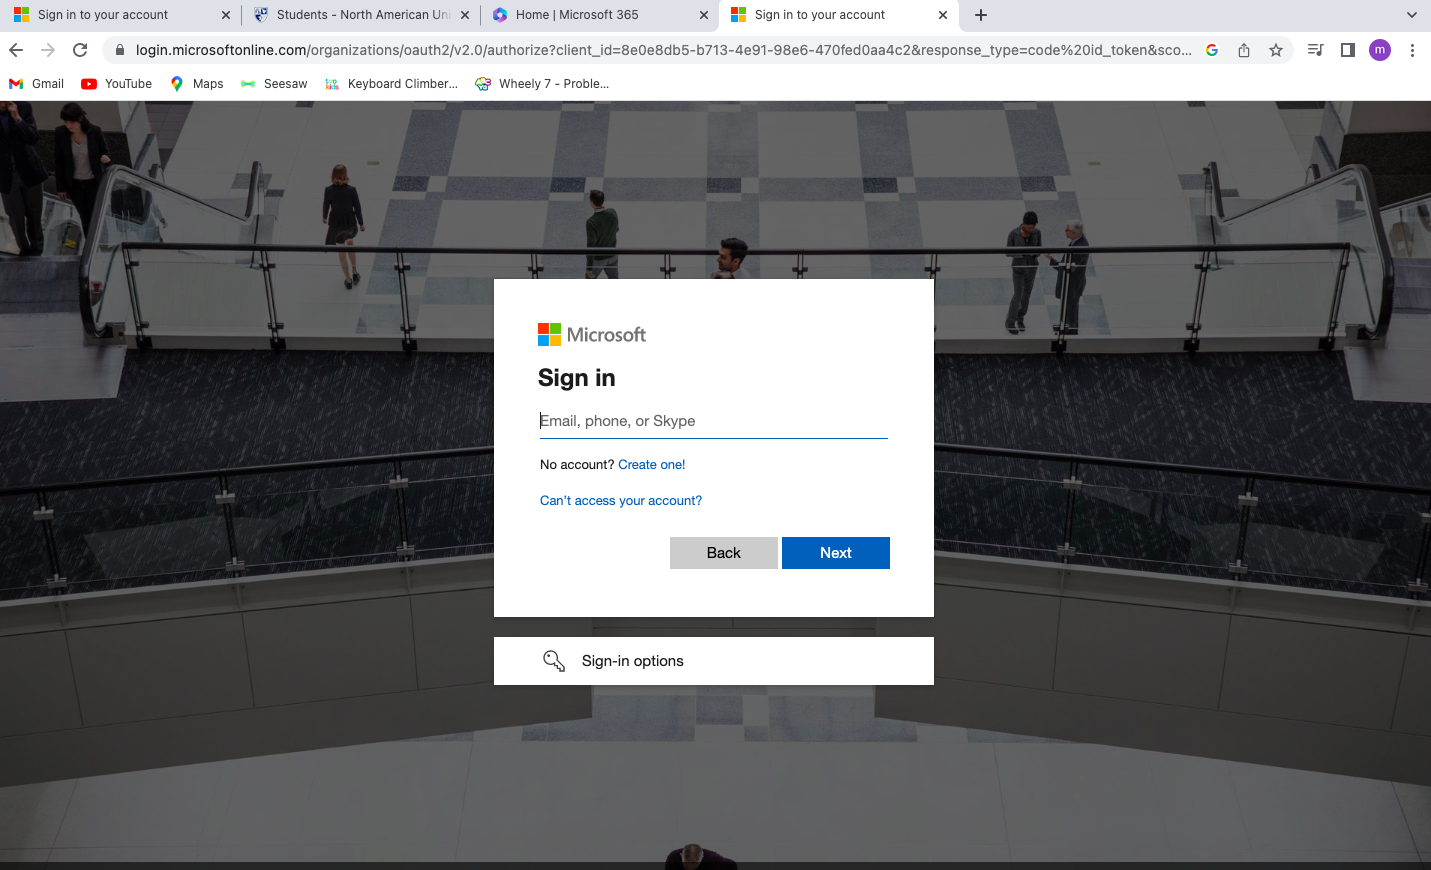 Sign in to your account
Students - North American Uni
Home | Microsoft 365
Sign in to your account
login.microsoftonline.com/organizations/oauth2/v2.0/authorize?client_id=8e0e8db5-b713-4e91-98e6-470fed0aa4c2&response_type=code%20id_token&sco...
m
Gmail
YouTube
Maps
Seesaw
Keyboard Climber...
Wheely 7 - Proble...
Microsoft
Sign in
Email, phone, or Skype
No account? Create one!
Can't access your account?
Back
Next
Sign-in options